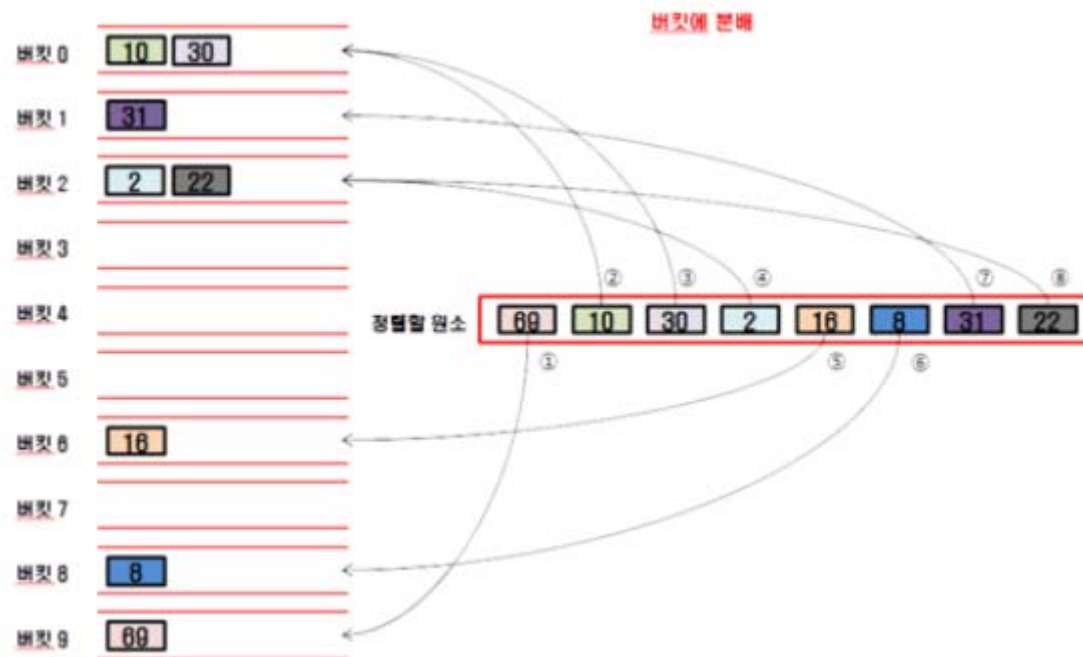 버킷에 분배
버킷 0 10 30
버킷 1 31
버킷 2 2 22
버킷 3
② ③ ④ ⑦ ⑧
버킷 4
정렬할 원소 69 10 30 2 16 8 31 22
① ⑤ ⑥
버킷 5
버킷 6 16
버킷 7
버킷 8 8
버킷 9 69